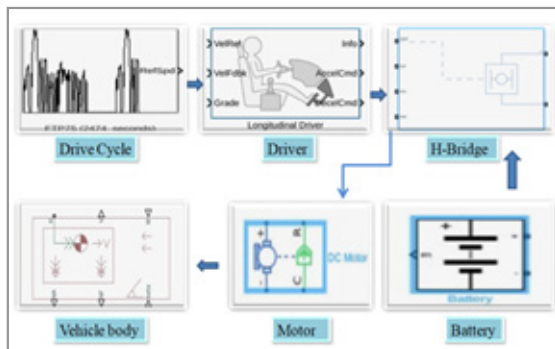 RefSpd
FTP75 (2474 seconds)
Drive Cycle
VelRef
VelFdbk
Grade
Info
AccelCmd
DecelCmd
Longitudinal Driver
Driver
H-Bridge
Vehicle body
+
-
R
C
DC Motor
Motor
+
-
Battery
Battery